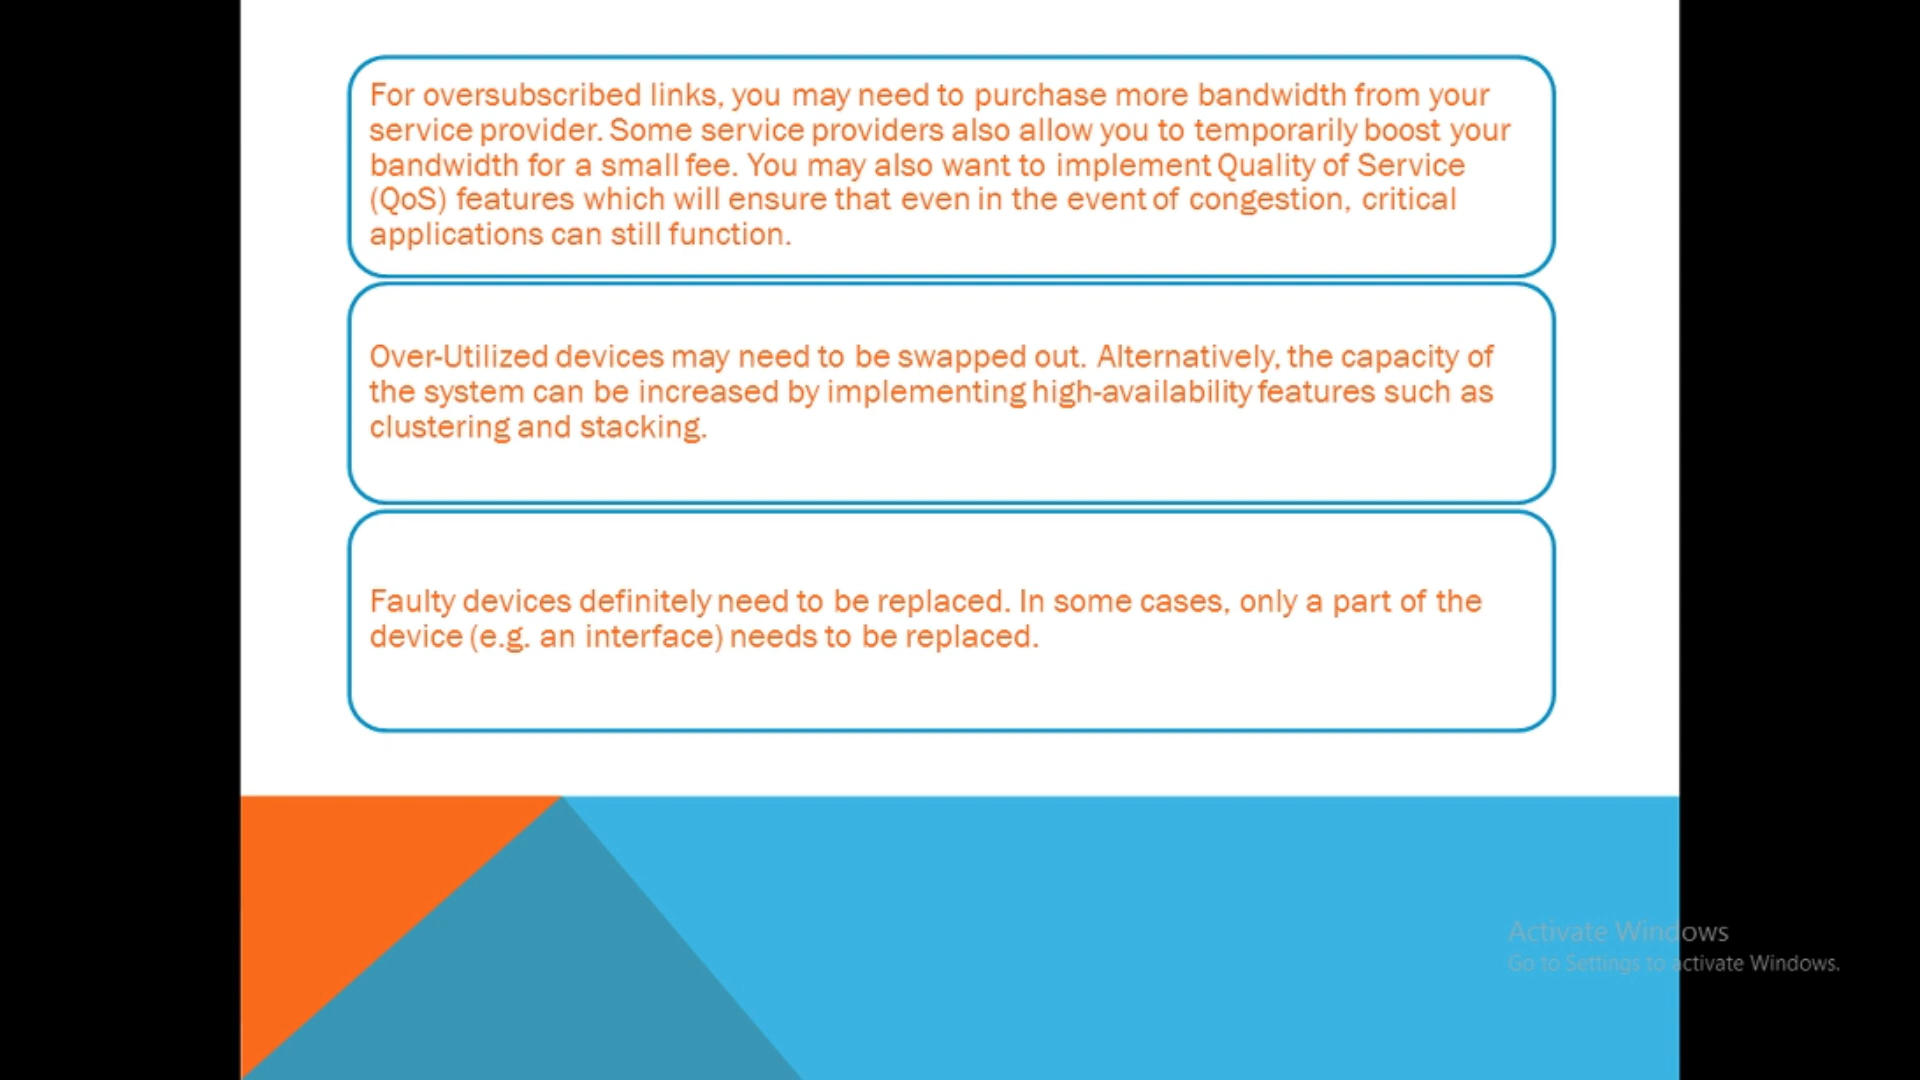 For oversubscribed links, you may need to purchase more bandwidth from your
service provider. Some service providers also allow you to temporarily boost your
bandwidth for a small fee. You may also want to implement Quality of Service
(QoS) features which will ensure that even in the event of congestion, critical
applications can still function.
Over-Utilized devices may need to be swapped out. Alternatively, the capacity of
the system can be increased by implementing high-availability features such as
clustering and stacking.
Faulty devices definitely need to be replaced. In some cases, only a part of the
device (e.g. an interface) needs to be replaced.
Activate Windows
Go to Settings to activate Windows.